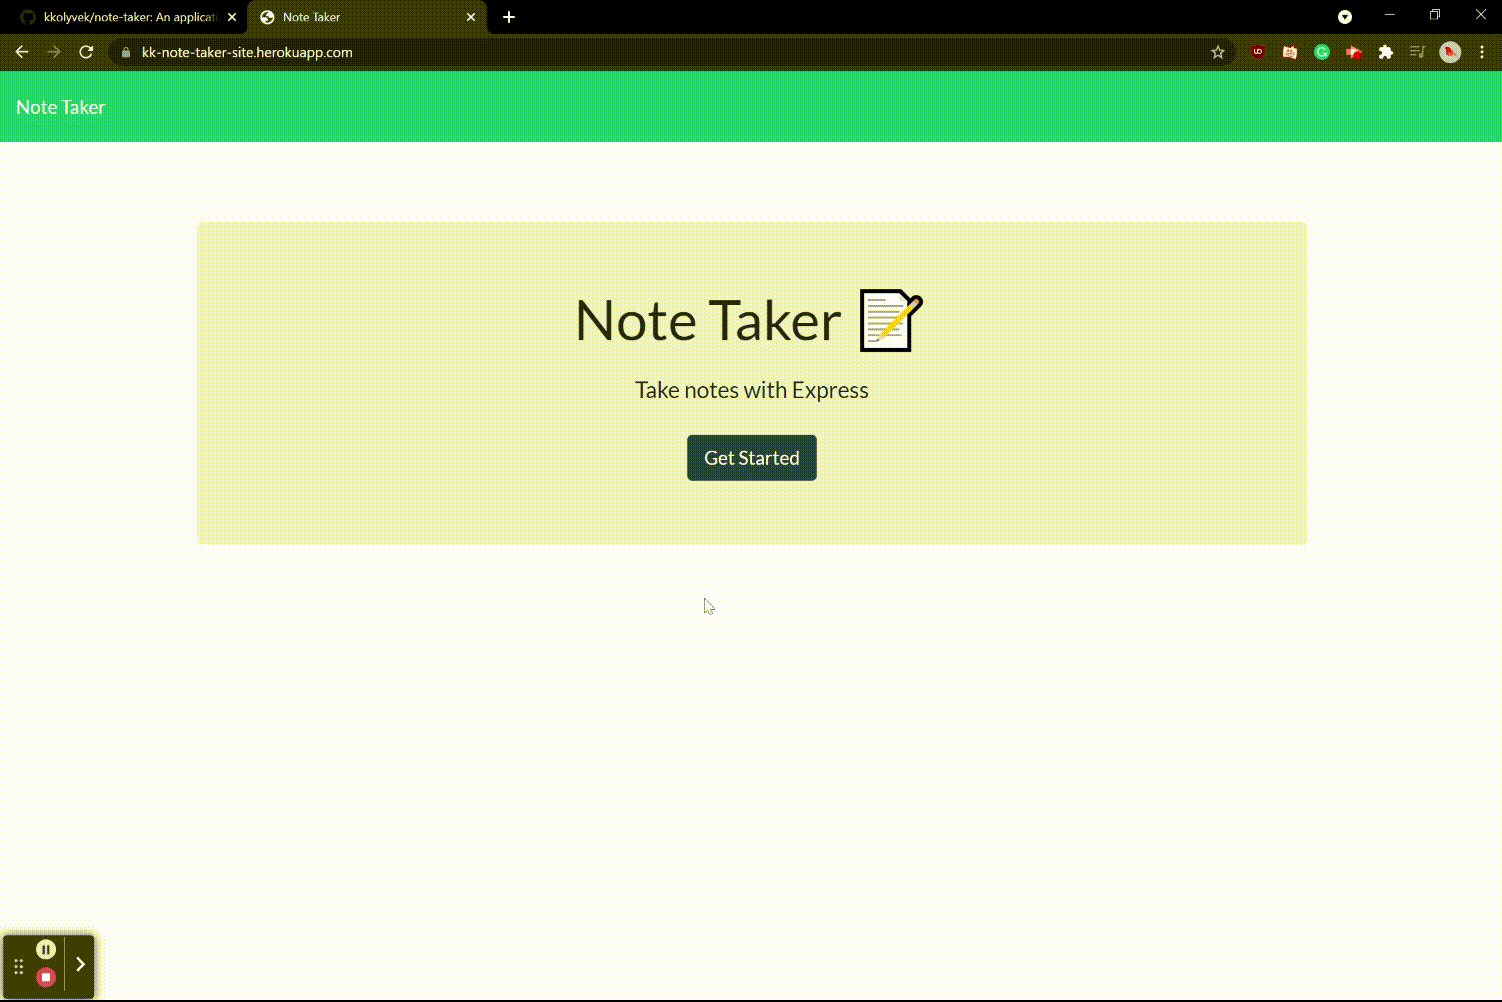 kkolyvek/note-taker: An applicati
Note Taker
kk-note-taker-site.herokuapp.com
Note Taker
Note Taker
Take notes with Express
Get Started